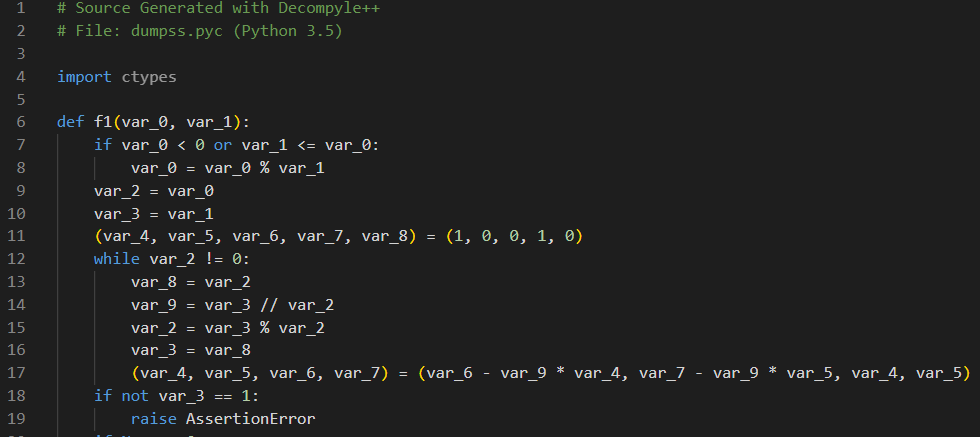 1 # Source Generated with Decompyle++
2 # File: dumpss.pyc (Python 3.5)
3
4 import ctypes
5
6 def f1(var_0, var_1):
7     if var_0 < 0 or var_1 <= var_0:
8         var_0 = var_0 % var_1
9     var_2 = var_0
10     var_3 = var_1
11     (var_4, var_5, var_6, var_7, var_8) = (1, 0, 0, 1, 0)
12     while var_2 != 0:
13         var_8 = var_2
14         var_9 = var_3 // var_2
15         var_2 = var_3 % var_2
16         var_3 = var_8
17         (var_4, var_5, var_6, var_7) = (var_6 - var_9 * var_4, var_7 - var_9 * var_5, var_4, var_5)
18     if not var_3 == 1:
19         raise AssertionError